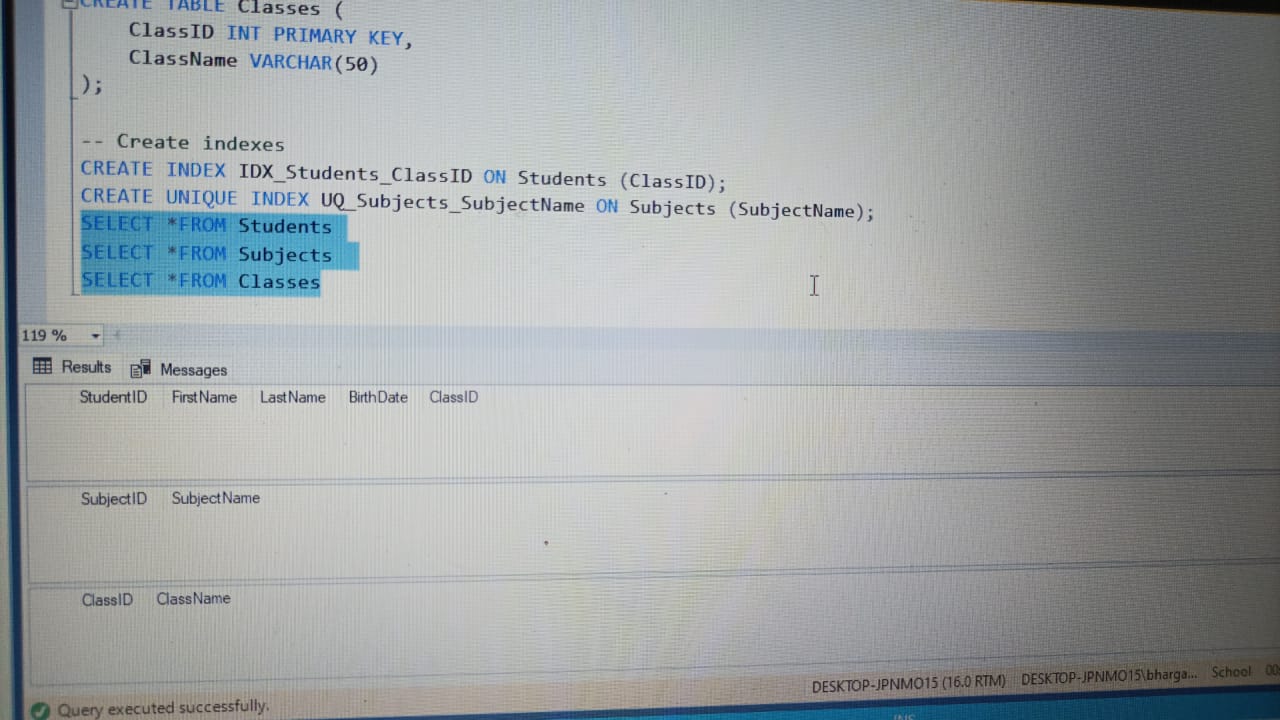 CREATE TABLE Classes (
ClassID INT PRIMARY KEY,
ClassName VARCHAR(50)
);
-- Create indexes
CREATE INDEX IDX_Students_ClassID ON Students (ClassID);
CREATE UNIQUE INDEX UQ_Subjects_SubjectName ON Subjects (SubjectName);
SELECT *FROM Students
SELECT *FROM Subjects
SELECT *FROM Classes
119 %
Results Messages
StudentID FirstName LastName BirthDate ClassID
SubjectID SubjectName
ClassID ClassName
Query executed successfully. DESKTOP-JPNMO15 (16.0 RTM) DESKTOP-JPNMO15\bharga... School